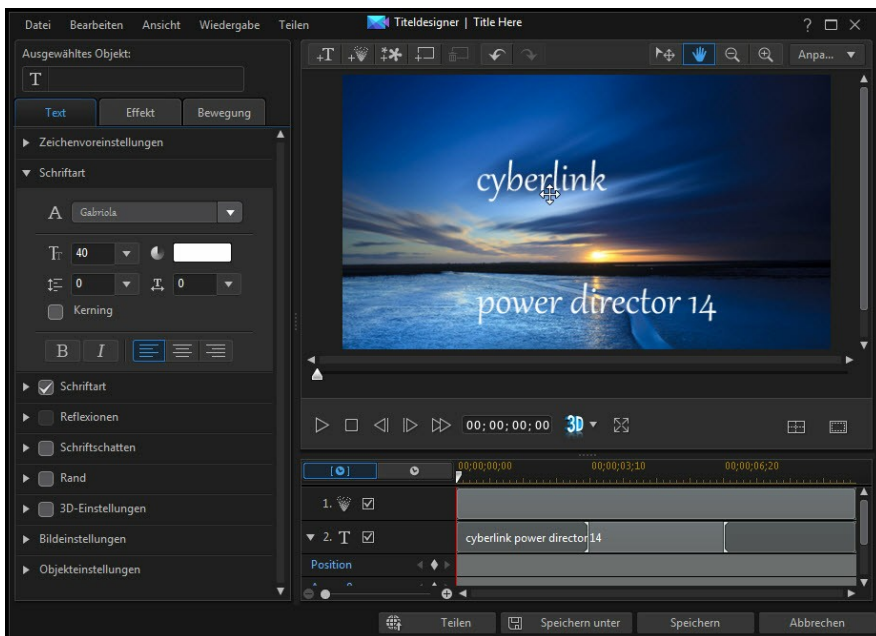 Datei Bearbeiten Ansicht Wiedergabe Teilen Titeldesigner | Title Here
Ausgewähltes Objekt:
T
Text Effekt Bewegung
Zeichenvoreinstellungen
Schriftart
A Gabriola
40
0 0
Kerning
B I
Schriftart
Reflexionen
Schriftschatten
Rand
3D-Einstellungen
Bildeinstellungen
Objekteinstellungen
Anpa...
cyberlink
power director 14
00;00;00;00 3D
00;00;00;00 00;00;03;10 00;00;06;20
1.
2. T cyberlink power director 14
Position
Teilen Speichern unter Speichern Abbrechen